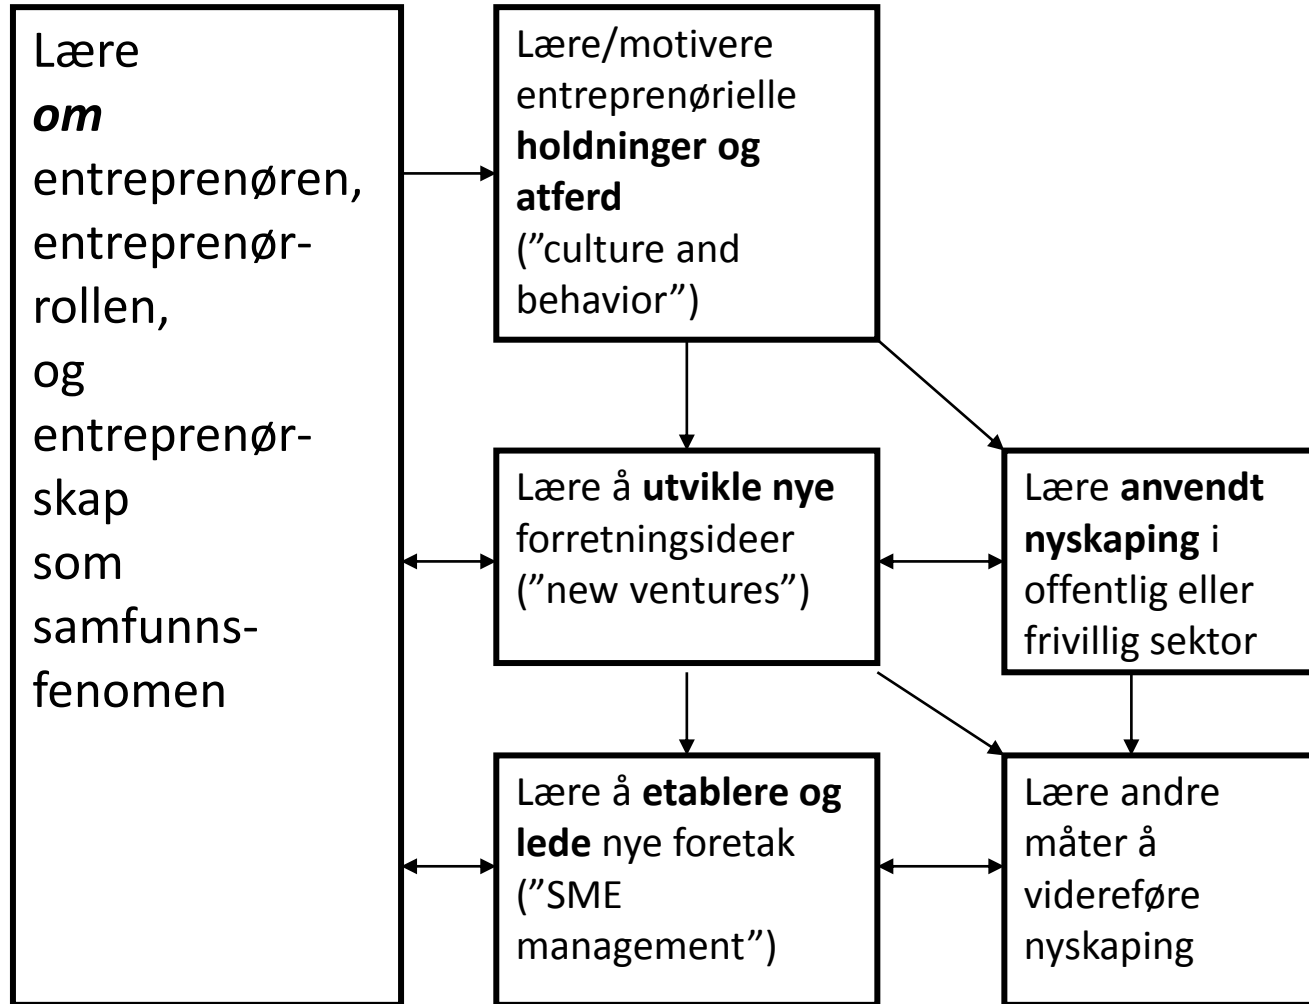 Lære
om
entreprenøren,
entreprenør-
rollen,
og
entreprenør-
skap
som
samfunns-
fenomen
Lære/motivere
entreprenørielle
holdninger og
atferd
(”culture and
behavior”)
Lære å utvikle nye
forretningsideer
(”new ventures”)
Lære anvendt
nyskaping i
offentlig eller
frivillig sektor
Lære å etablere og
lede nye foretak
(”SME
management”)
Lære andre
måter å
videreføre
nyskaping